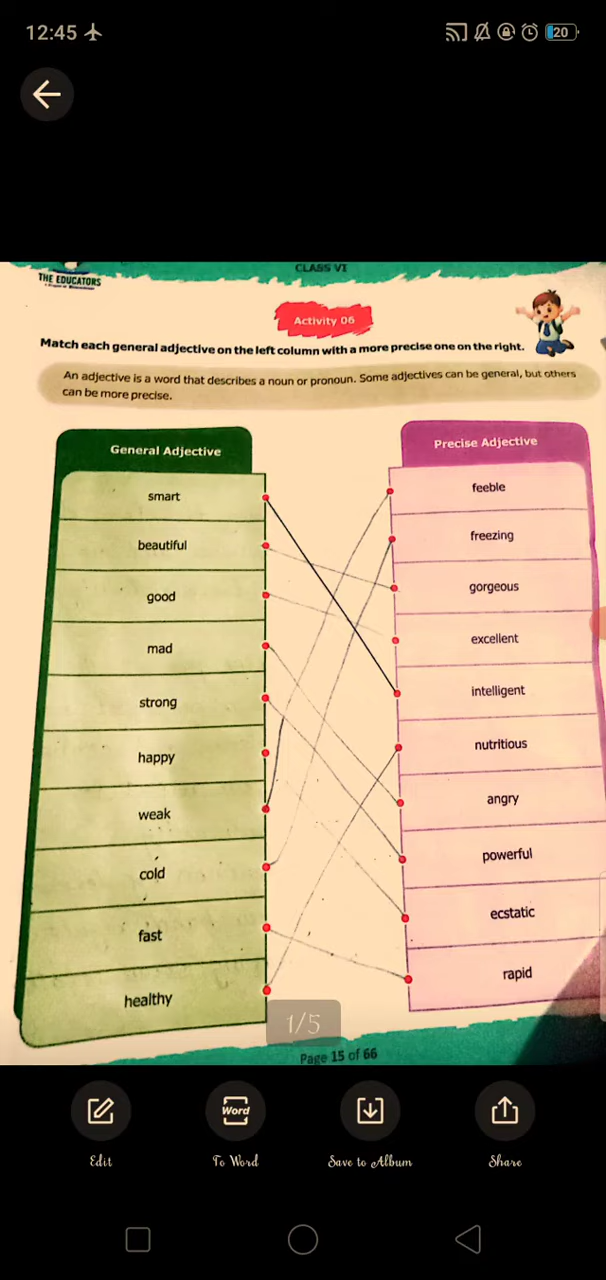 12:45
20
CLASS VI
THE EDUCATORS
Activity 06
Match each general adjective on the left column with a more precise one on the right.
An adjective is a word that describes a noun or pronoun. Some adjectives can be general, but others
can be more precise.
General Adjective
Precise Adjective
smart
feeble
beautiful
freezing
good
gorgeous
mad
excellent
strong
intelligent
happy
nutritious
weak
angry
cold
powerful
fast
ecstatic
healthy
rapid
1/5
Page 15 of 66
Word
Edit
To Word
Save to Album
Share